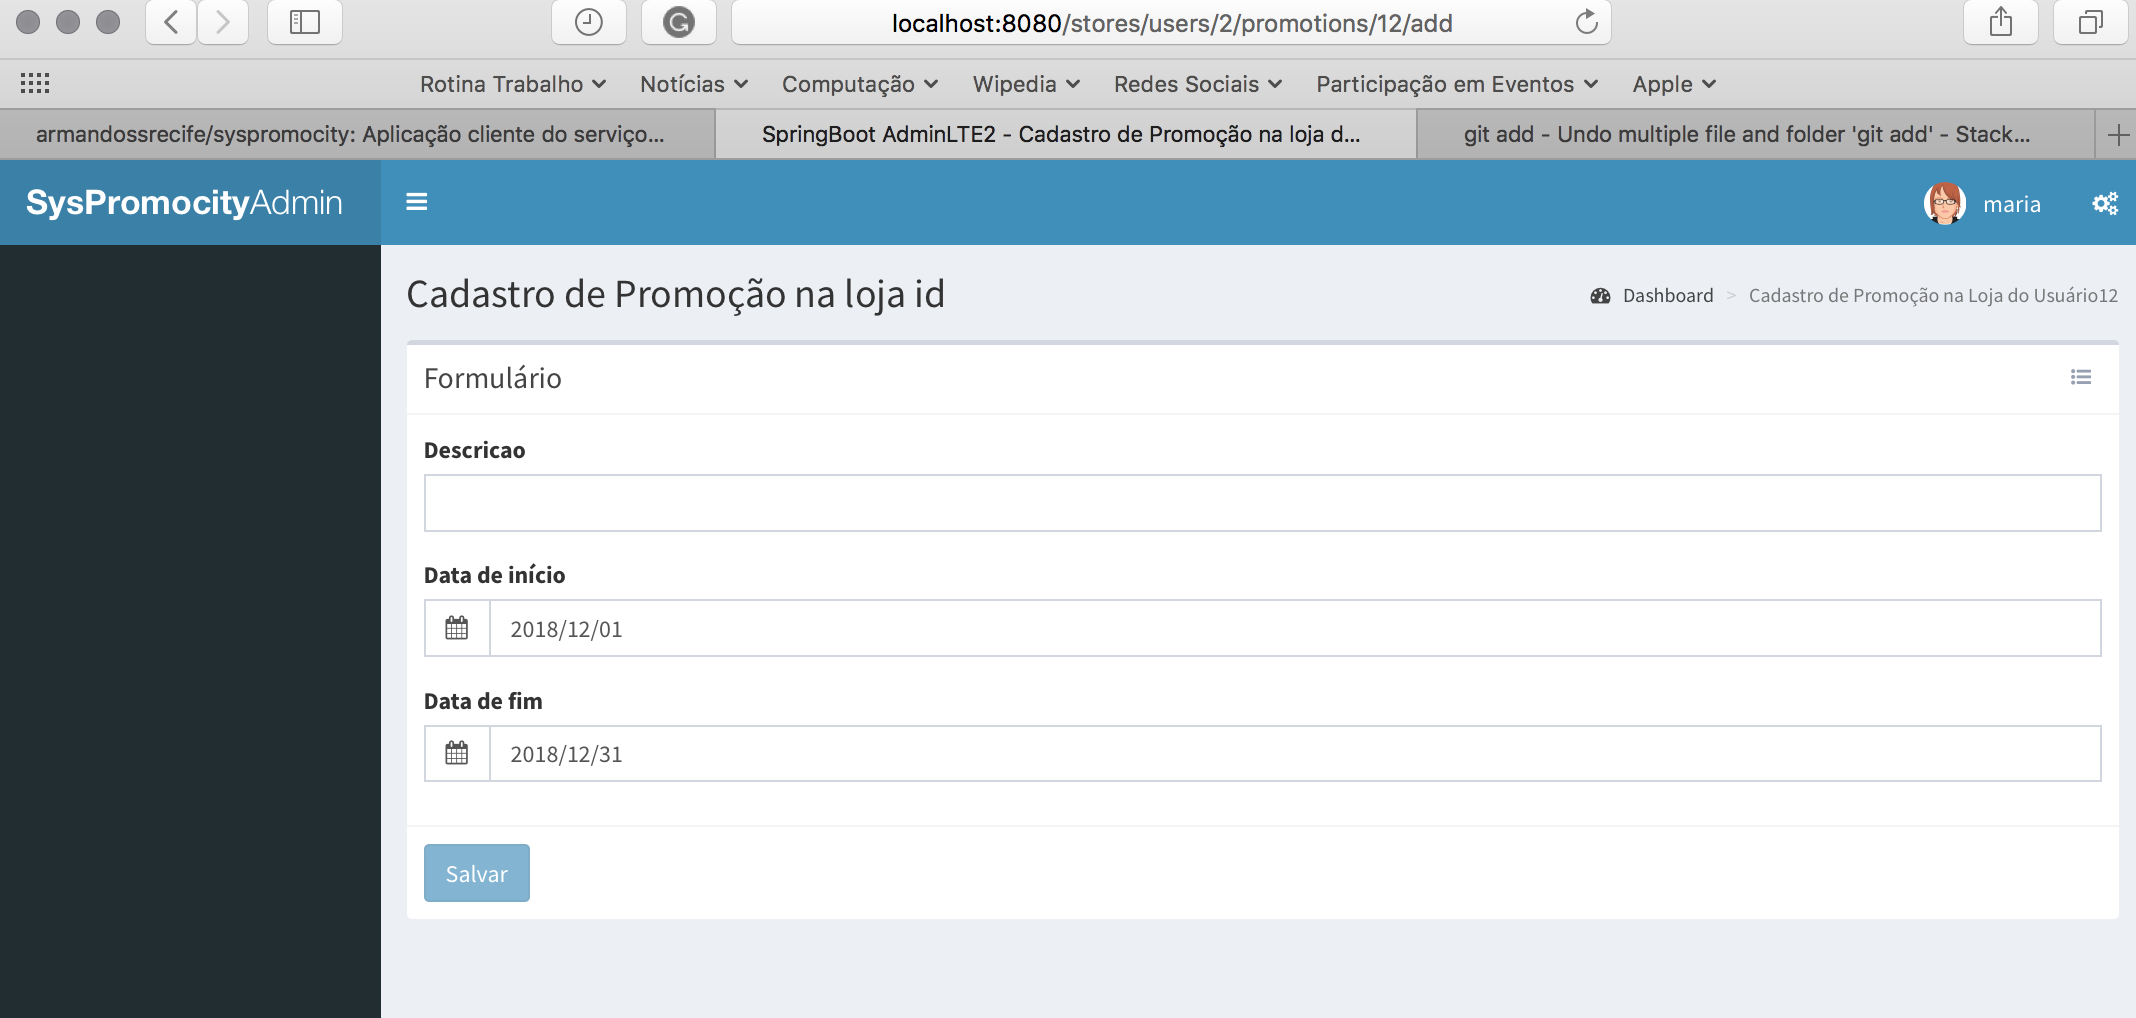 localhost:8080/stores/users/2/promotions/12/add
Rotina Trabalho Notícias Computação Wipedia Redes Sociais Participação em Eventos Apple
armandossrecife/syspromocity: Aplicação cliente do serviço... SpringBoot AdminLTE2 - Cadastro de Promoção na loja d... git add - Undo multiple file and folder 'git add' - Stack...
SysPromocityAdmin maria
Cadastro de Promoção na loja id
Dashboard > Cadastro de Promoção na Loja do Usuário12
Formulário
Descricao
Data de início
2018/12/01
Data de fim
2018/12/31
Salvar